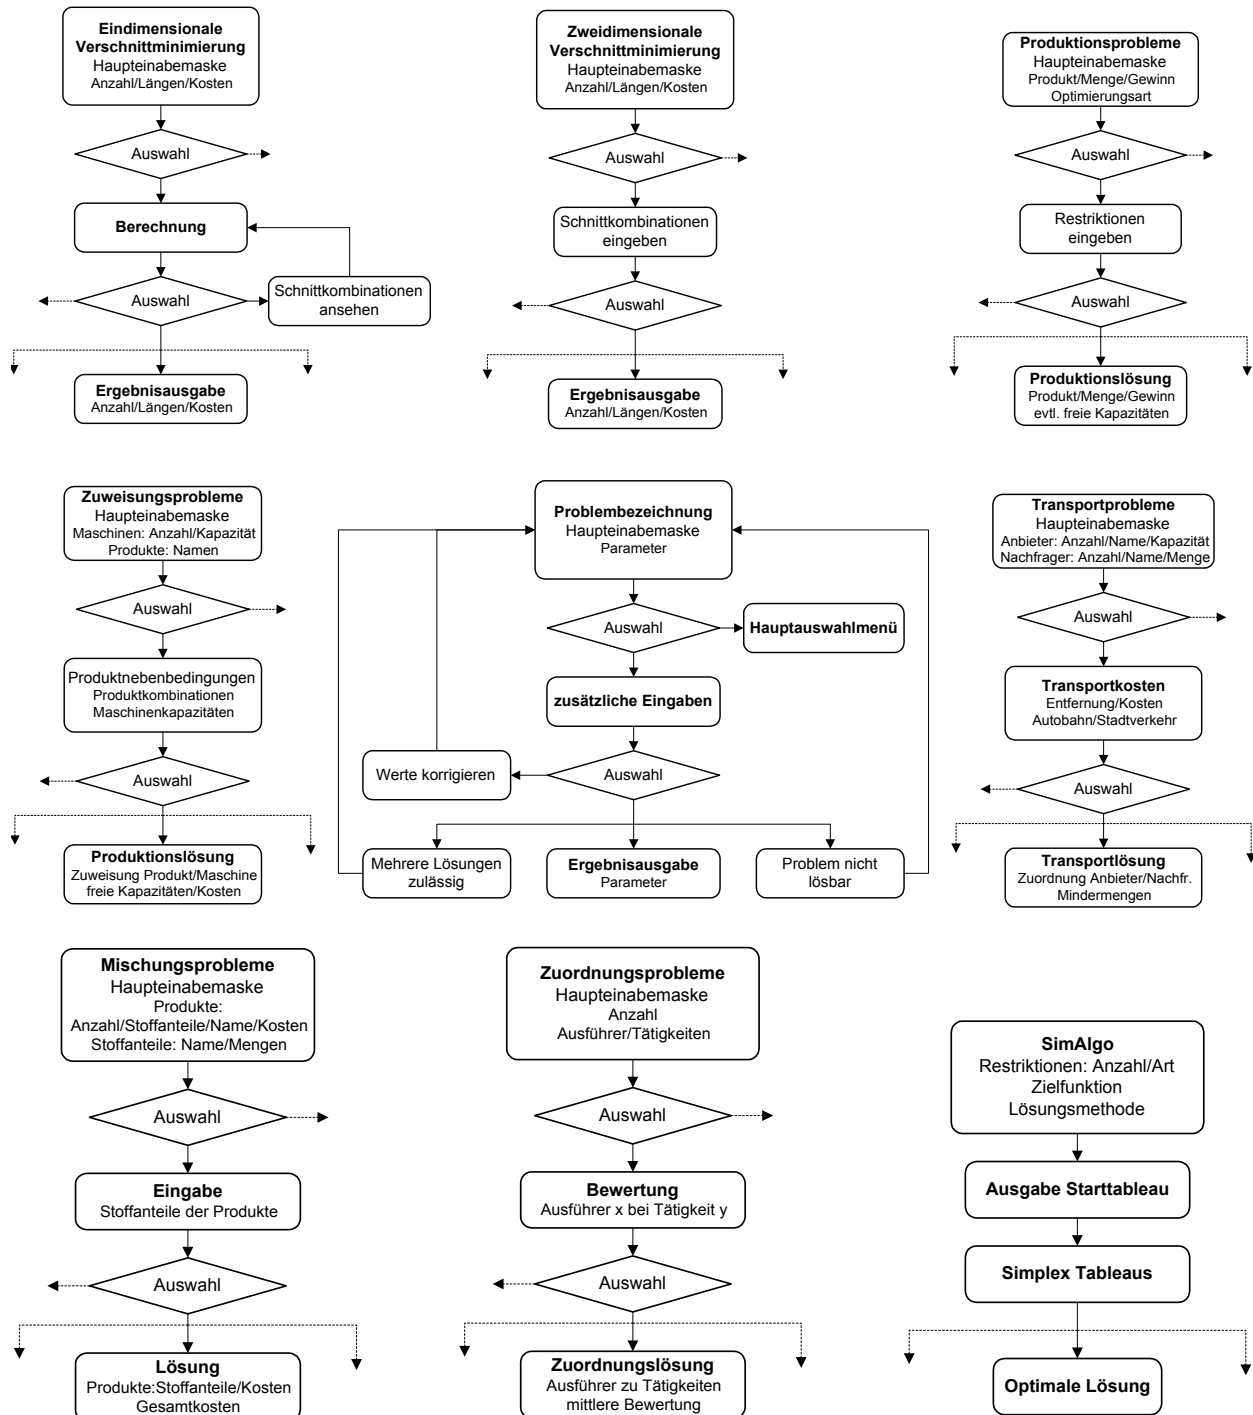 Eindimensionale
Verschnittminimierung
Haupteinabemaske
Anzahl/Längen/Kosten
Auswahl
Berechnung
Auswahl
Schnittkombinationen
ansehen
Ergebnisausgabe
Anzahl/Längen/Kosten
Zweidimensionale
Verschnittminimierung
Haupteinabemaske
Anzahl/Längen/Kosten
Auswahl
Schnittkombinationen
eingeben
Auswahl
Ergebnisausgabe
Anzahl/Längen/Kosten
Produktionsprobleme
Haupteinabemaske
Produkt/Menge/Gewinn
Optimierungsart
Auswahl
Restriktionen
eingeben
Auswahl
Produktionslösung
Produkt/Menge/Gewinn
evtl. freie Kapazitäten
Zuweisungsprobleme
Haupteinabemaske
Maschinen: Anzahl/Kapazität
Produkte: Namen
Auswahl
Produktnebenbedingungen
Produktkombinationen
Maschinenkapazitäten
Auswahl
Produktionslösung
Zuweisung Produkt/Maschine
freie Kapazitäten/Kosten
Problembezeichnung
Haupteinabemaske
Parameter
Auswahl
Hauptauswahlmenü
zusätzliche Eingaben
Werte korrigieren
Auswahl
Mehrere Lösungen
zulässig
Ergebnisausgabe
Parameter
Problem nicht
lösbar
Transportprobleme
Haupteinabemaske
Anbieter: Anzahl/Name/Kapazität
Nachfrager: Anzahl/Name/Menge
Auswahl
Transportkosten
Entfernung/Kosten
Autobahn/Stadtverkehr
Auswahl
Transportlösung
Zuordnung Anbieter/Nachfr.
Mindermengen
Mischungsprobleme
Haupteinabemaske
Produkte:
Anzahl/Stoffanteile/Name/Kosten
Stoffanteile: Name/Mengen
Auswahl
Eingabe
Stoffanteile der Produkte
Auswahl
Lösung
Produkte:Stoffanteile/Kosten
Gesamtkosten
Zuordnungsprobleme
Haupteinabemaske
Anzahl
Ausführer/Tätigkeiten
Auswahl
Bewertung
Ausführer x bei Tätigkeit y
Auswahl
Zuordnungslösung
Ausführer zu Tätigkeiten
mittlere Bewertung
SimAlgo
Restriktionen: Anzahl/Art
Zielfunktion
Lösungsmethode
Ausgabe Starttableau
Simplex Tableaus
Optimale Lösung